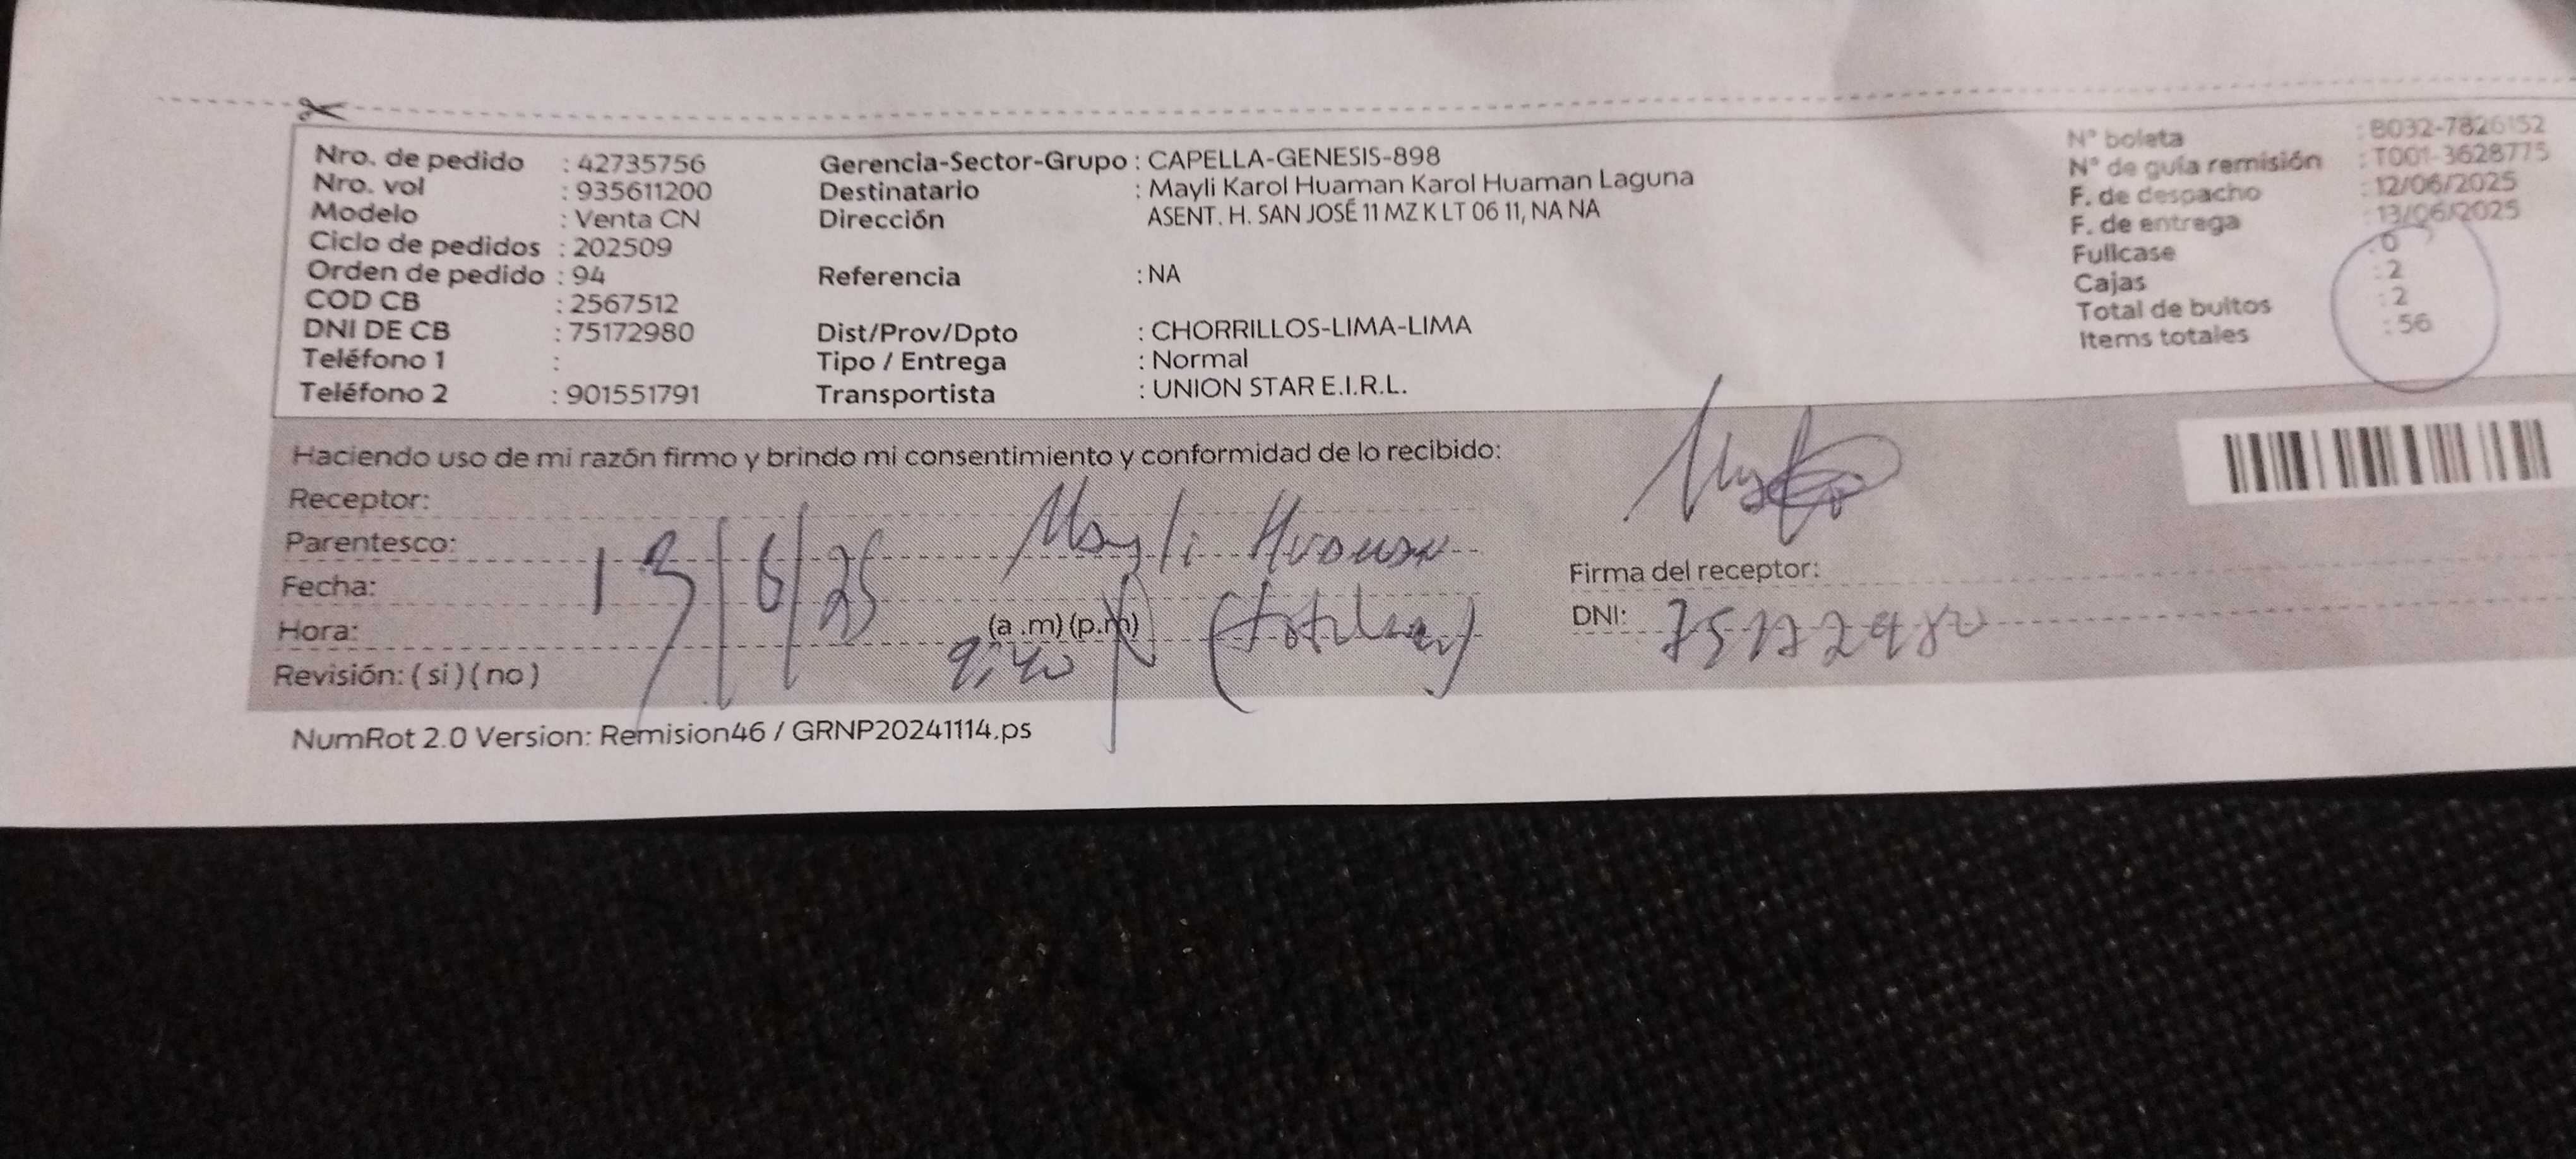 Nro. de pedido : 42735756
Nro. vol : 935611200
Modelo : Venta CN
Ciclo de pedidos : 202509
Orden de pedido : 94
COD CB : 2567512
DNI DE CB : 75172980
Teléfono 1 :
Teléfono 2 : 901551791
Gerencia-Sector-Grupo : CAPELLA-GENESIS-898
Destinatario : Mayli Karol Huaman Karol Huaman Laguna
Dirección ASENT. H. SAN JOSÉ 11 MZ K LT 06 11, NA NA
Referencia : NA
Dist/Prov/Dpto : CHORRILLOS-LIMA-LIMA
Tipo / Entrega : Normal
Transportista : UNION STAR E.I.R.L.
N° boleta : B032-7826152
N° de guía remisión : T001-3628775
F. de despacho : 12/06/2025
F. de entrega : 13/06/2025
Fullcase : 0
Cajas : 2
Total de bultos : 2
Items totales : 56
Haciendo uso de mi razón firmo y brindo mi consentimiento y conformidad de lo recibido:
Receptor:
Parentesco: Mayli Huaman
Fecha: 13/6/25
Hora: (a .m) (p.m)
Revisión: ( si ) ( no )
Firma del receptor:
DNI: 75172980
NumRot 2.0 Version: Remision46 / GRNP20241114.ps